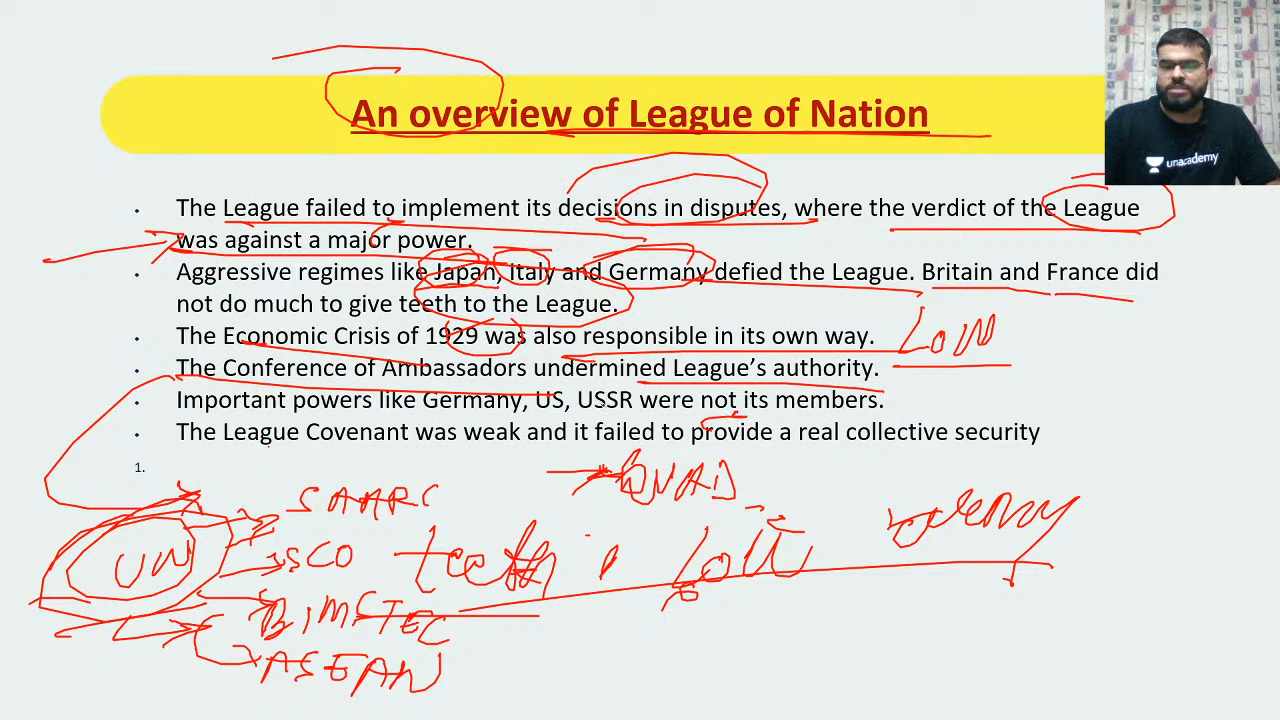 An overview of League of Nation
unacademy
• The League failed to implement its decisions in disputes, where the verdict of the League
was against a major power.
• Aggressive regimes like Japan, Italy and Germany defied the League. Britain and France did
not do much to give teeth to the League.
• The Economic Crisis of 1929 was also responsible in its own way.
LON
• The Conference of Ambassadors undermined League's authority.
• Important powers like Germany, US, USSR were not its members.
• The League Covenant was weak and it failed to provide a real collective security
1.
QUAD
SAARC
UN
SCO
teeth
BIMSTEC
ASEAN